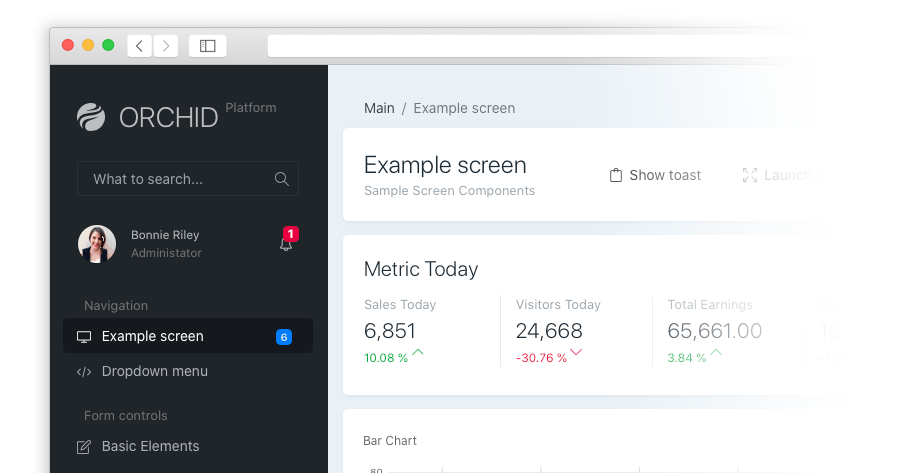 ORCHID Platform
What to search...
Bonnie Riley
Administator
1
Navigation
Example screen
6
Dropdown menu
Form controls
Basic Elements
Main / Example screen
Example screen
Sample Screen Components
Show toast
Launch
Metric Today
Sales Today
6,851
10.08 %
Visitors Today
24,668
-30.76 %
Total Earnings
65,661.00
3.84 %
Bar Chart
80